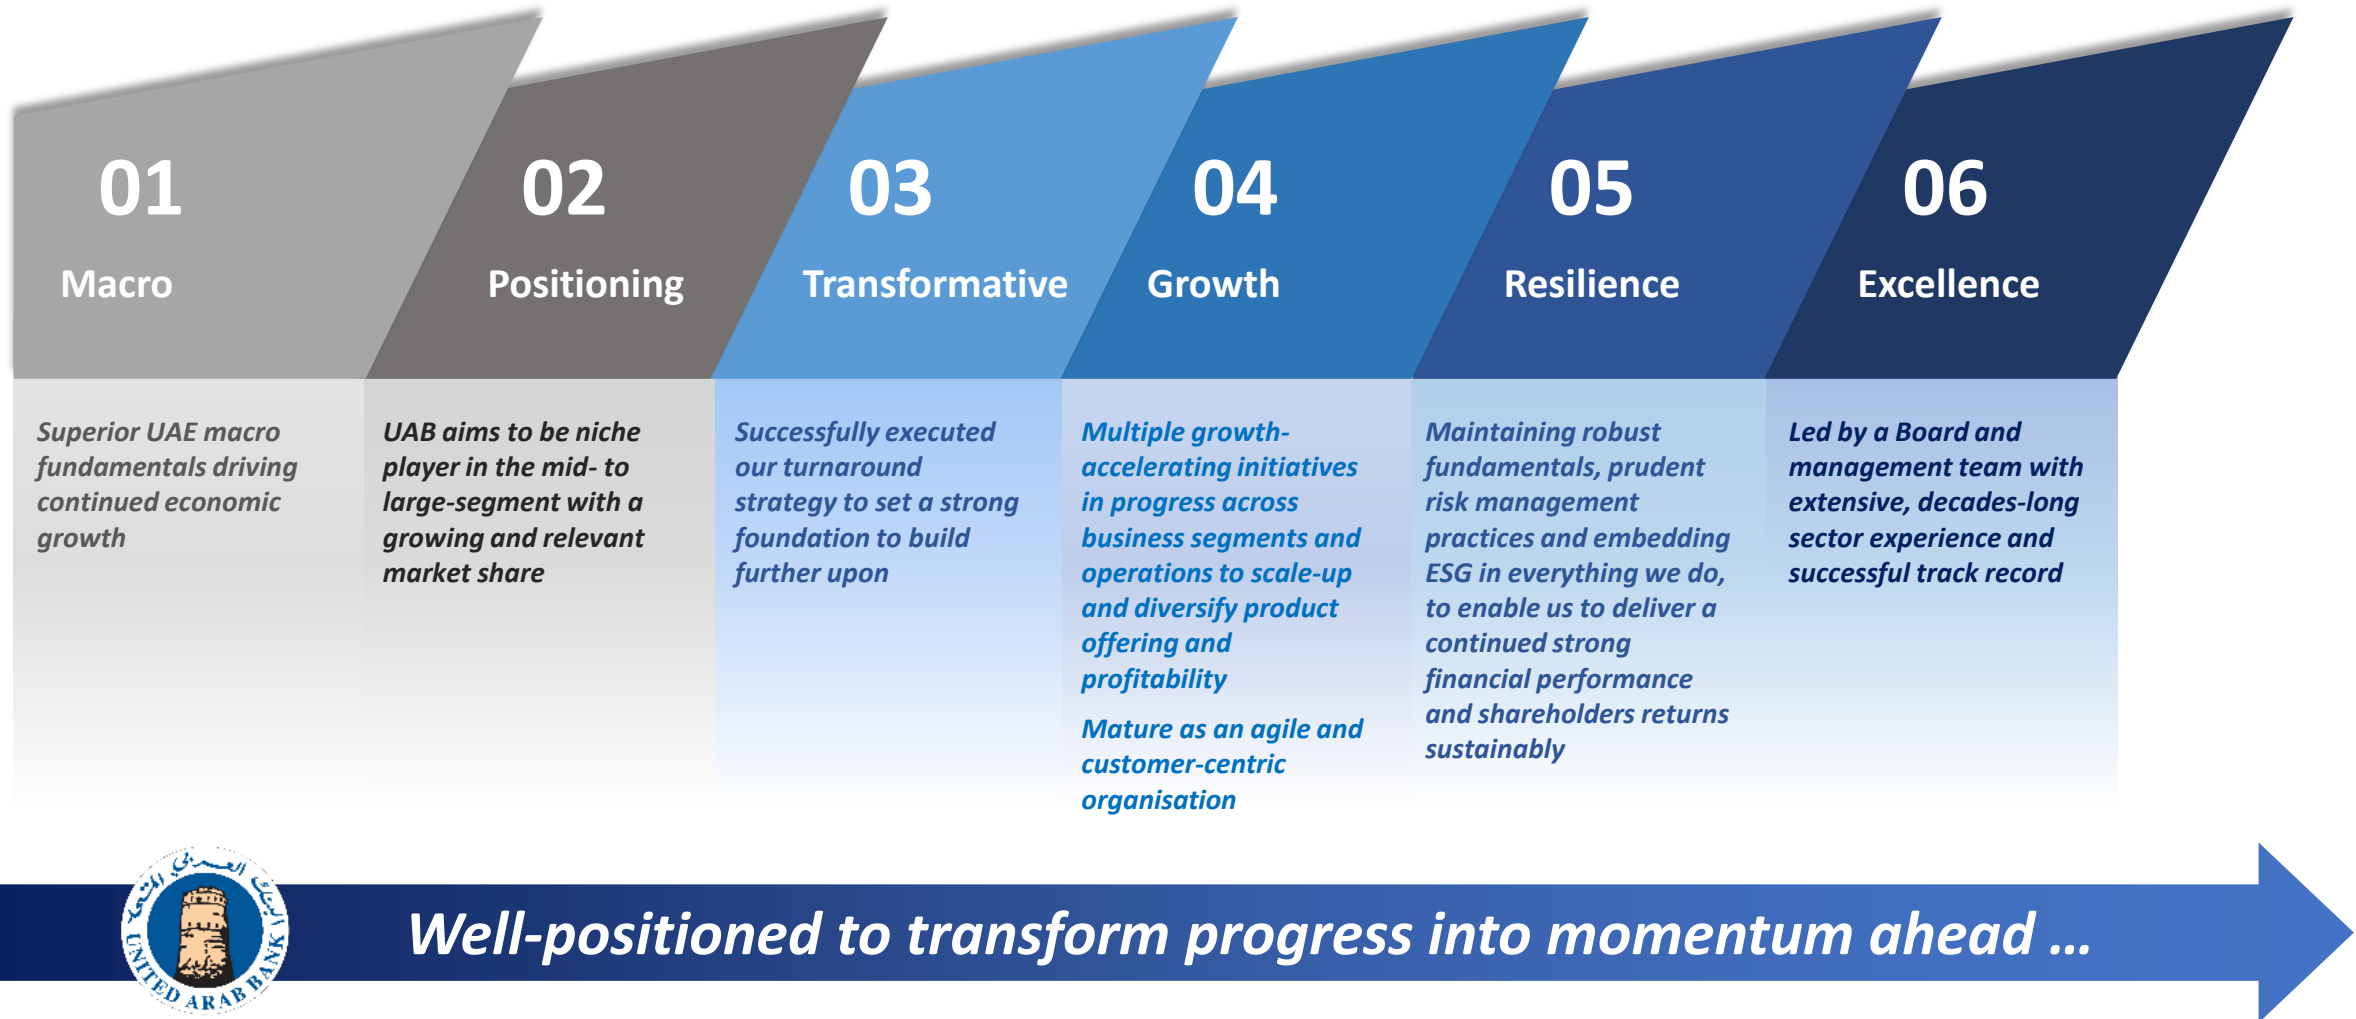 01
Macro
Superior UAE macro
fundamentals driving
continued economic
growth
02
Positioning
UAB aims to be niche
player in the mid- to
large-segment with a
growing and relevant
market share
03
Transformative
Successfully executed
our turnaround
strategy to set a strong
foundation to build
further upon
04
Growth
Multiple growth-
accelerating initiatives
in progress across
business segments and
operations to scale-up
and diversify product
offering and
profitability
Mature as an agile and
customer-centric
organisation
05
Resilience
Maintaining robust
fundamentals, prudent
risk management
practices and embedding
ESG in everything we do,
to enable us to deliver a
continued strong
financial performance
and shareholders returns
sustainably
06
Excellence
Led by a Board and
management team with
extensive, decades-long
sector experience and
successful track record
البنك العربي المتحد
UNITED ARAB BANK
Well-positioned to transform progress into momentum ahead ...